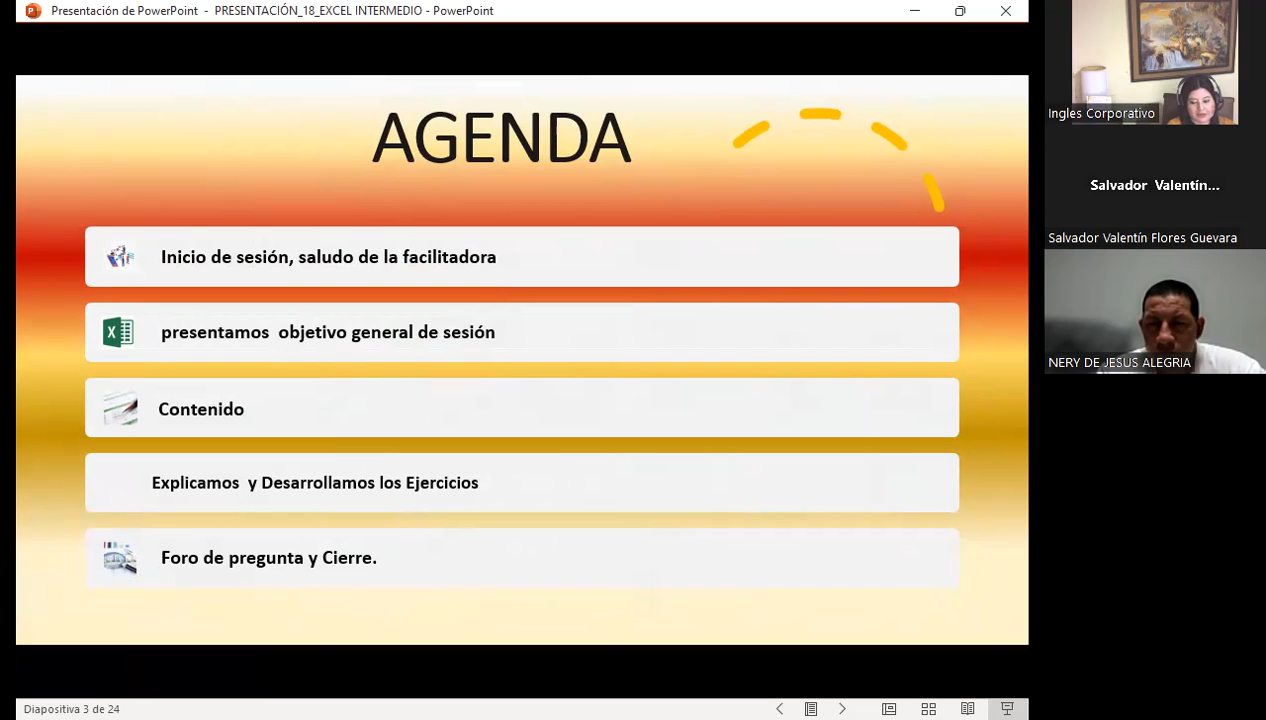 Presentación de PowerPoint - PRESENTACIÓN_18_EXCEL INTERMEDIO - PowerPoint
AGENDA
Inicio de sesión, saludo de la facilitadora
presentamos objetivo general de sesión
Contenido
Explicamos y Desarrollamos los Ejercicios
Foro de pregunta y Cierre.
Diapositiva 3 de 24
Ingles Corporativo
Salvador Valentín...
Salvador Valentín Flores Guevara
NERY DE JESUS ALEGRIA